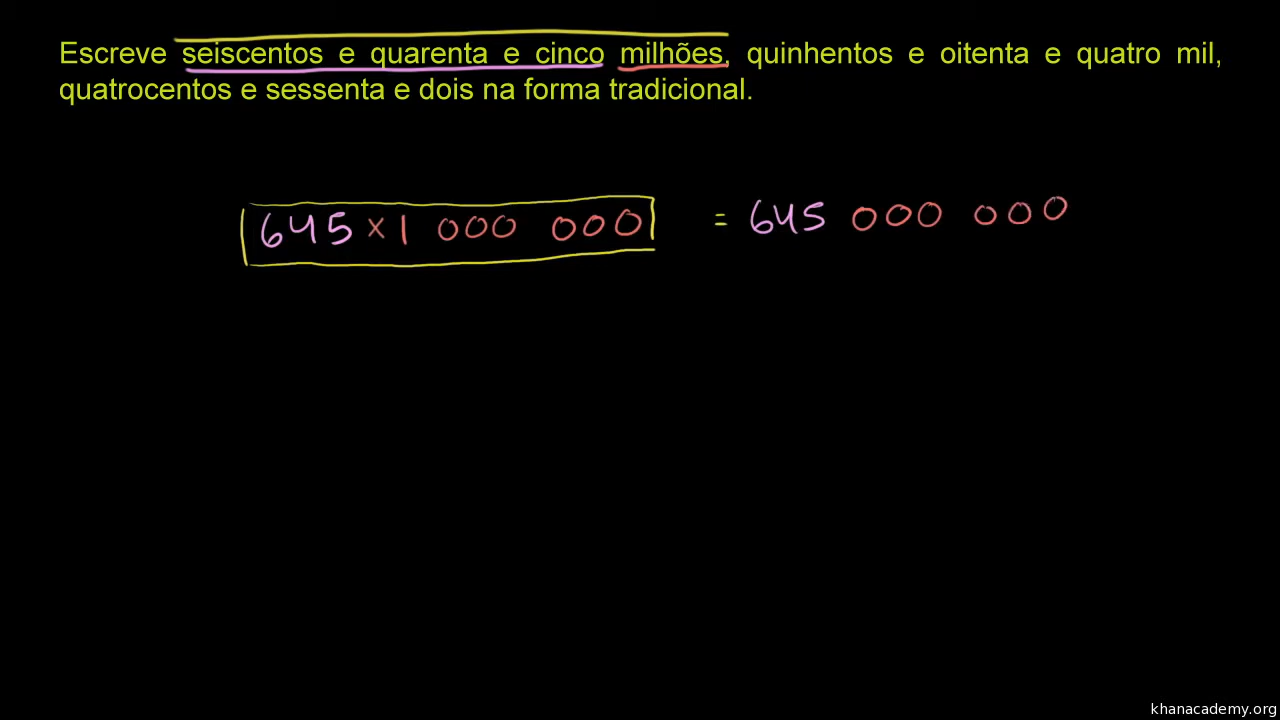 Escreve seiscentos e quarenta e cinco milhões, quinhentos e oitenta e quatro mil,
quatrocentos e sessenta e dois na forma tradicional.
645 × 1 000 000 = 645 000 000
khanacademy.org